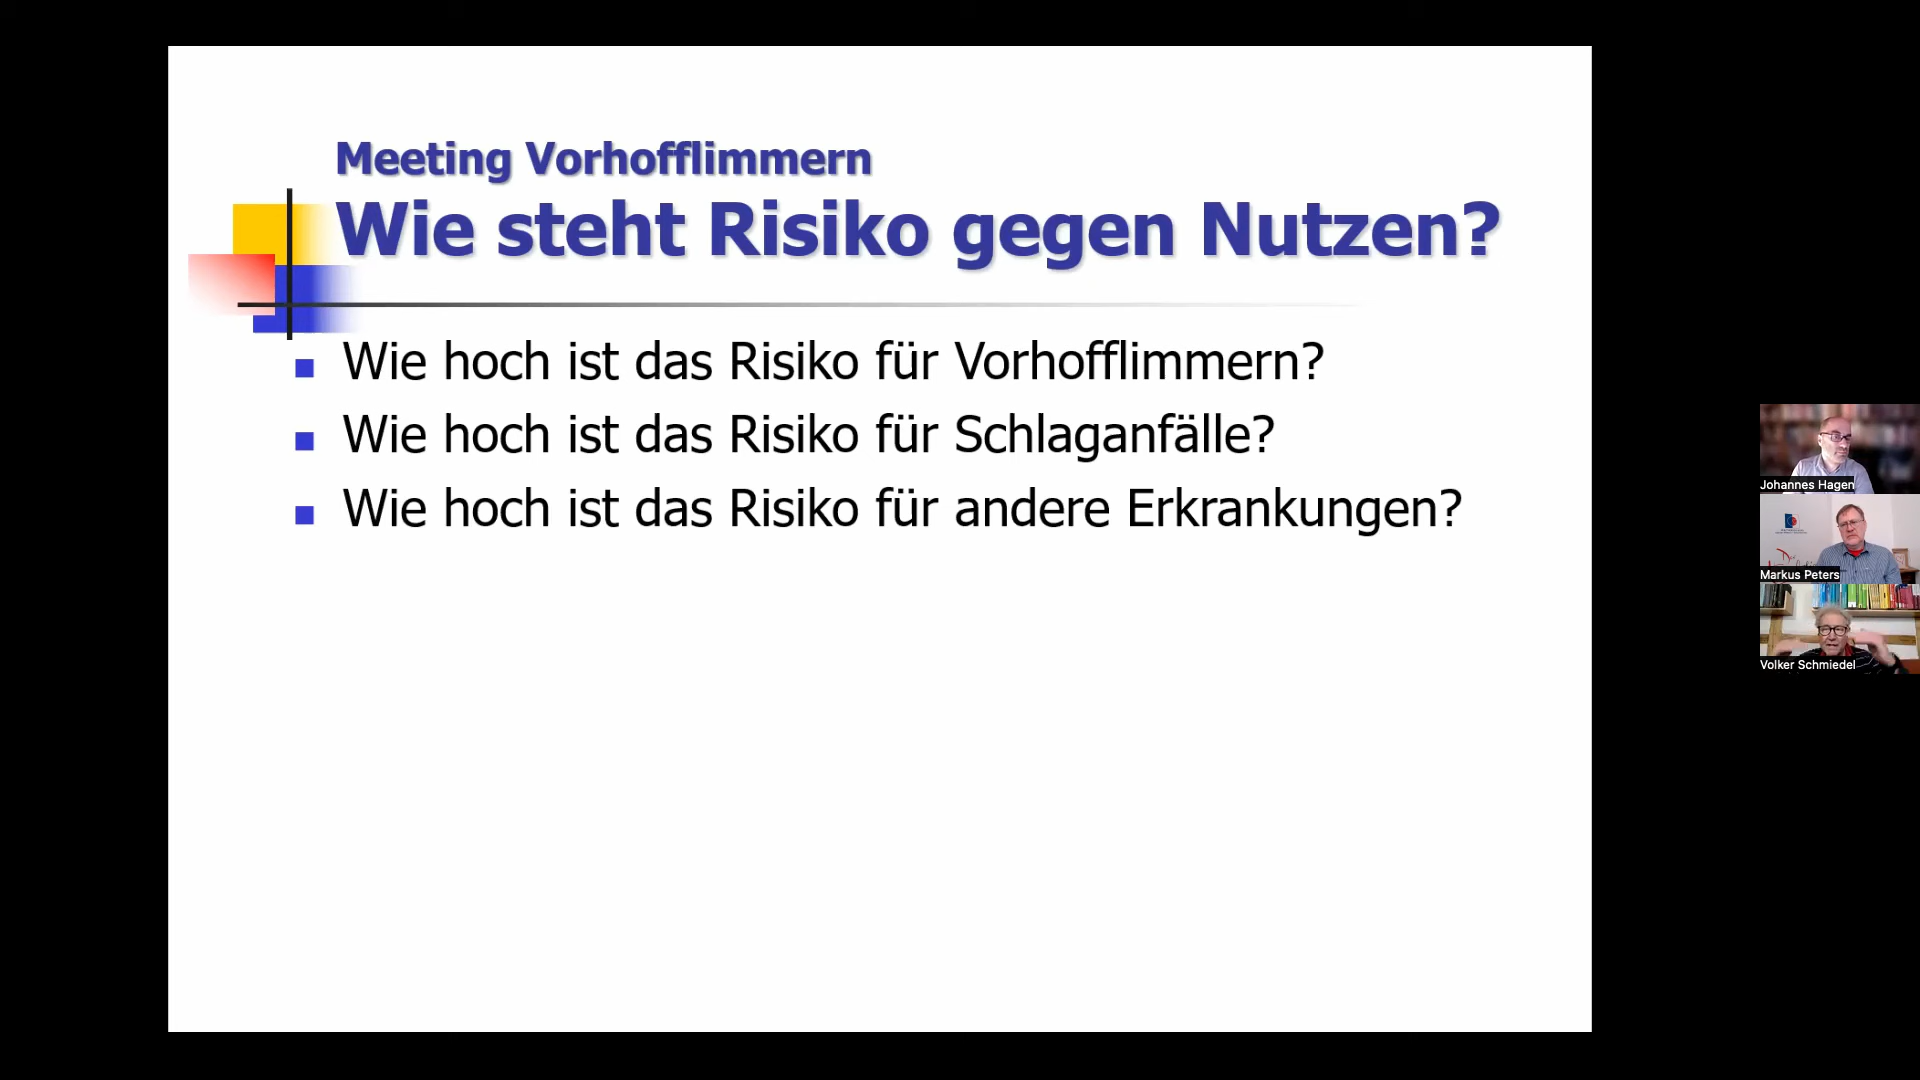 Meeting Vorhofflimmern
Wie steht Risiko gegen Nutzen?
Wie hoch ist das Risiko für Vorhofflimmern?
Wie hoch ist das Risiko für Schlaganfälle?
Wie hoch ist das Risiko für andere Erkrankungen?
Johannes Hagen
Markus Peters
Volker Schmiedel